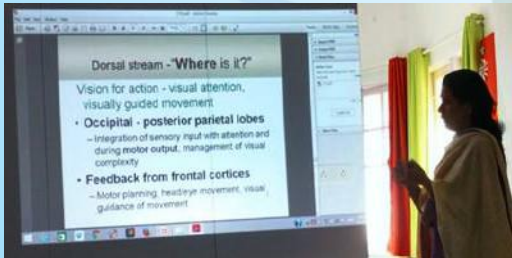 Dorsal stream -"Where is it?"
Vision for action - visual attention,
visually guided movement
• Occipital - posterior parietal lobes
– Integration of sensory input with attention and
during motor output, management of visual
complexity
• Feedback from frontal cortices
– Motor planning, head/eye movement, visual
guidance of movement